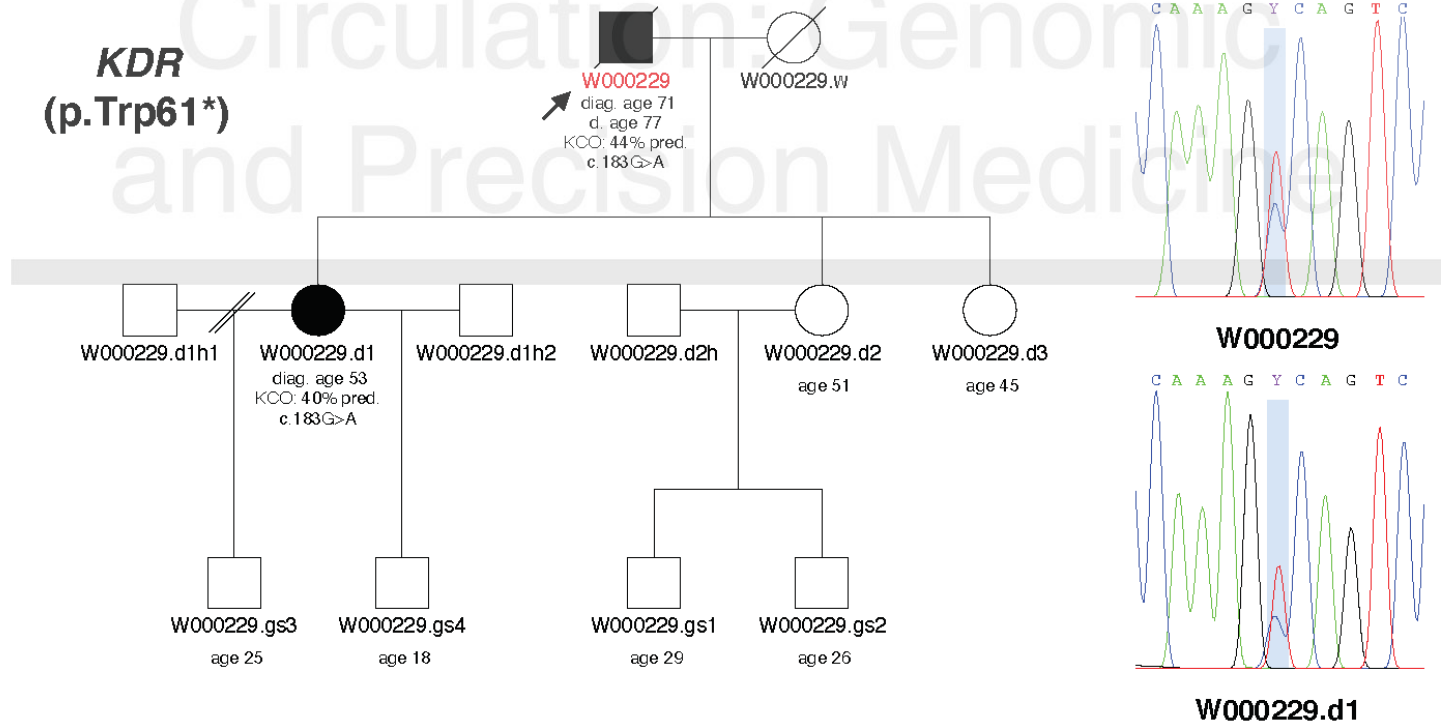 Circulation: Genomic
and Precision Medicine
KDR
(p.Trp61*)
W000229
diag. age 71
d. age 77
KCO: 44% pred.
c.183G>A
W000229.w
W000229.d1h1
W000229.d1
diag. age 53
KCO: 40% pred.
c.183G>A
W000229.d1h2
W000229.d2h
W000229.d2
age 51
W000229.d3
age 45
W000229.gs3
age 25
W000229.gs4
age 18
W000229.gs1
age 29
W000229.gs2
age 26
C A A A G Y C A G T C
W000229
C A A A G Y C A G T C
W000229.d1